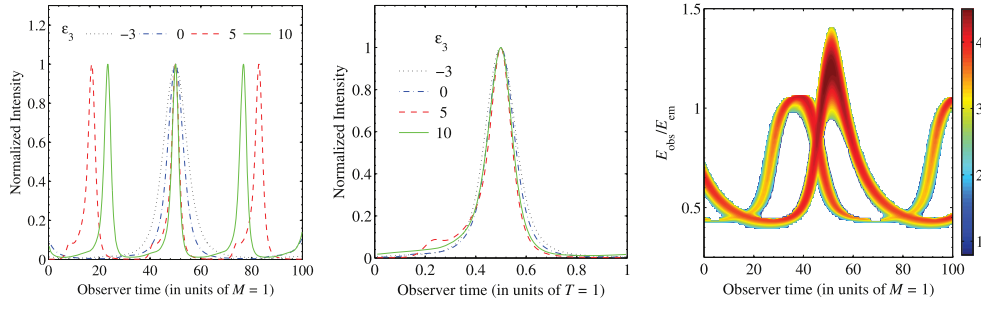 1.2
1
0.8
0.6
0.4
0.2
0
Normalized Intensity
ε3 −3 0 5 10
0 20 40 60 80 100
Observer time (in units of M = 1)
1
0.8
0.6
0.4
0.2
0
Normalized Intensity
ε3
−3
0
5
10
0 0.2 0.4 0.6 0.8 1
Observer time (in units of T = 1)
1.5
1
0.5
Eobs/Eem
0 20 40 60 80 100
Observer time (in units of M = 1)
4
3
2
1